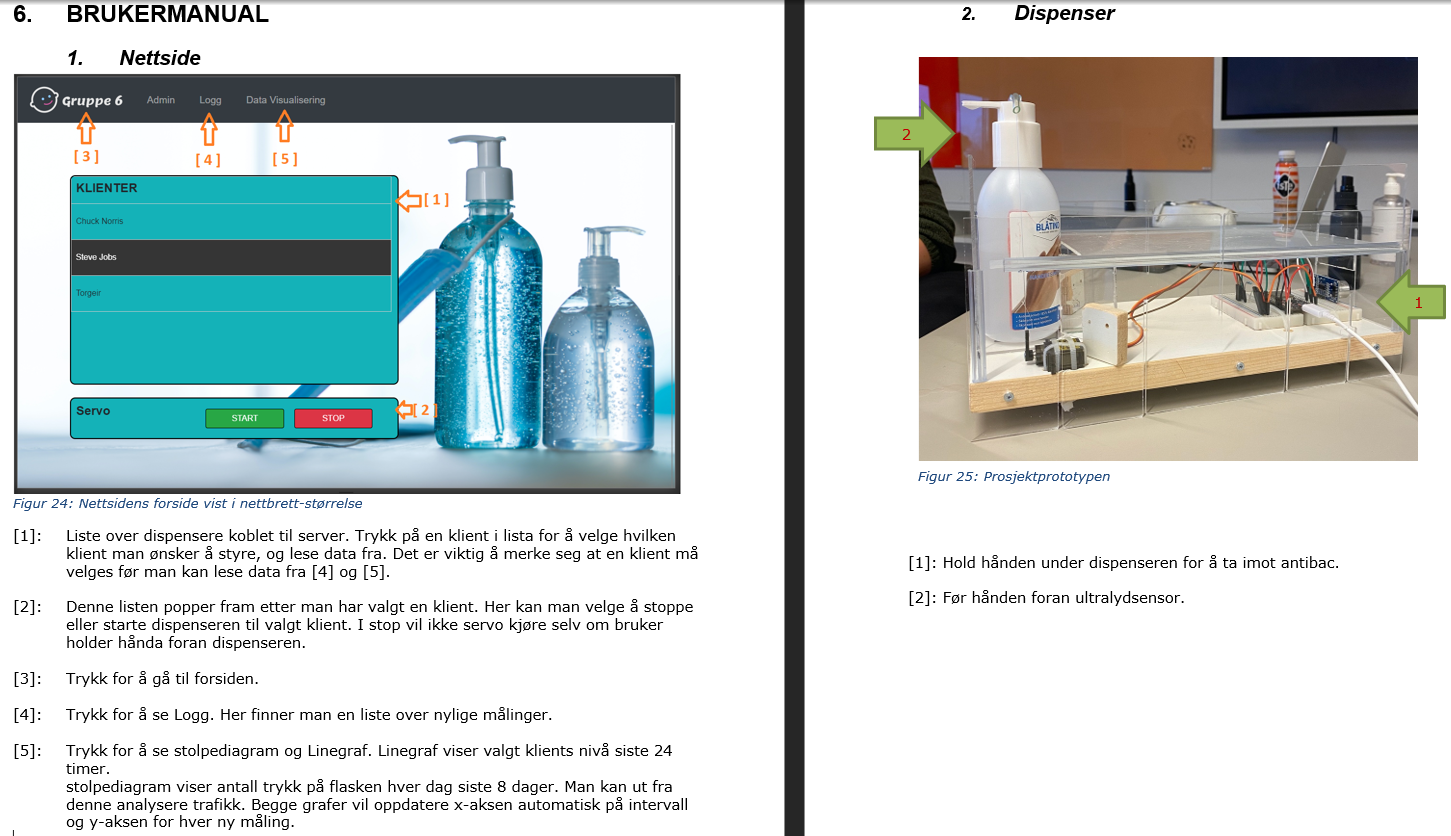 6. BRUKERMANUAL
1. Nettside
Gruppe 6 Admin Logg Data Visualisering
[ 3 ] [ 4 ] [ 5 ]
KLIENTER
[ 1 ]
Chuck Norris
Steve Jobs
Torgeir
Servo START STOP
[ 2 ]
Figur 24: Nettsidens forside vist i nettbrett-størrelse
[1]: Liste over dispensere koblet til server. Trykk på en klient i lista for å velge hvilken
klient man ønsker å styre, og lese data fra. Det er viktig å merke seg at en klient må
velges før man kan lese data fra [4] og [5].
[2]: Denne listen popper fram etter man har valgt en klient. Her kan man velge å stoppe
eller starte dispenseren til valgt klient. I stop vil ikke servo kjøre selv om bruker
holder hånda foran dispenseren.
[3]: Trykk for å gå til forsiden.
[4]: Trykk for å se Logg. Her finner man en liste over nylige målinger.
[5]: Trykk for å se stolpediagram og Linegraf. Linegraf viser valgt klients nivå siste 24
timer.
stolpediagram viser antall trykk på flasken hver dag siste 8 dager. Man kan ut fra
denne analysere trafikk. Begge grafer vil oppdatere x-aksen automatisk på intervall
og y-aksen for hver ny måling.
2. Dispenser
2
1
Figur 25: Prosjektprototypen
[1]: Hold hånden under dispenseren for å ta imot antibac.
[2]: Før hånden foran ultralydsensor.